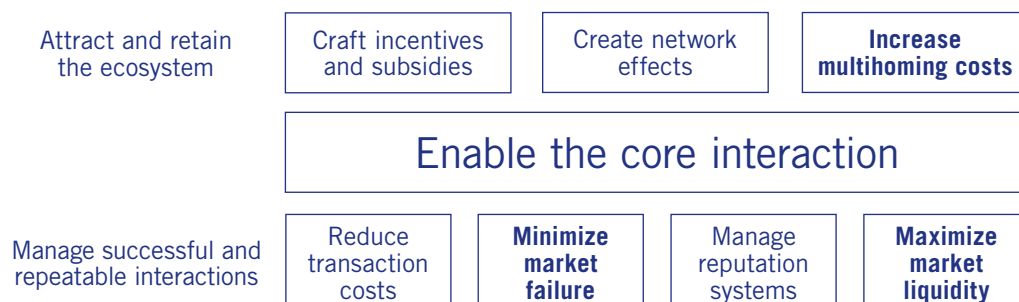 Attract and retain
the ecosystem
Craft incentives
and subsidies
Create network
effects
Increase
multihoming costs
Enable the core interaction
Manage successful and
repeatable interactions
Reduce
transaction
costs
Minimize
market
failure
Manage
reputation
systems
Maximize
market
liquidity